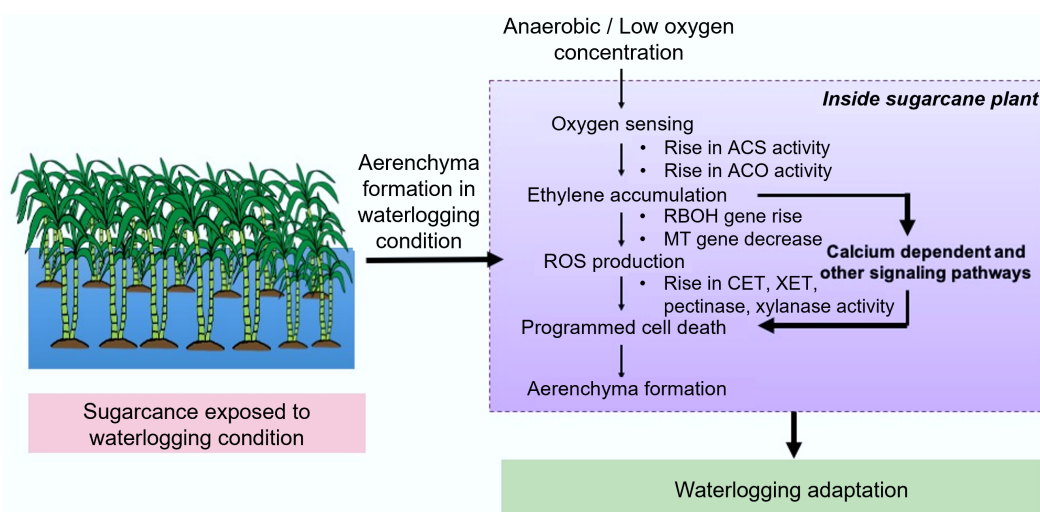 Anaerobic / Low oxygen
concentration
Inside sugarcane plant
Oxygen sensing
• Rise in ACS activity
• Rise in ACO activity
Aerenchyma
formation in
waterlogging
condition
Ethylene accumulation
• RBOH gene rise
• MT gene decrease
Calcium dependent and
other signaling pathways
ROS production
• Rise in CET, XET,
pectinase, xylanase activity
Programmed cell death
Aerenchyma formation
Sugarcance exposed to
waterlogging condition
Waterlogging adaptation